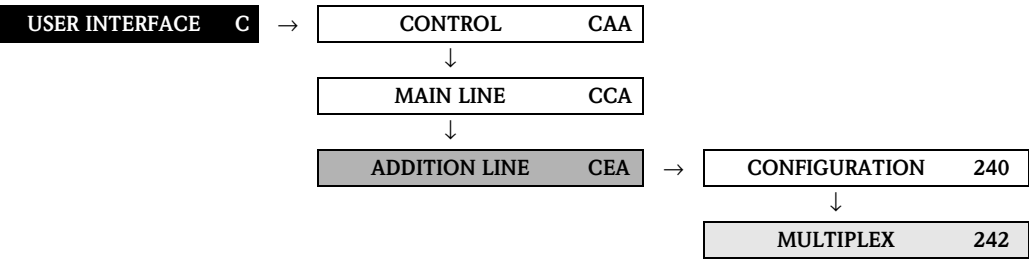 USER INTERFACE C → CONTROL CAA
↓
MAIN LINE CCA
↓
ADDITION LINE CEA → CONFIGURATION 240
↓
MULTIPLEX 242